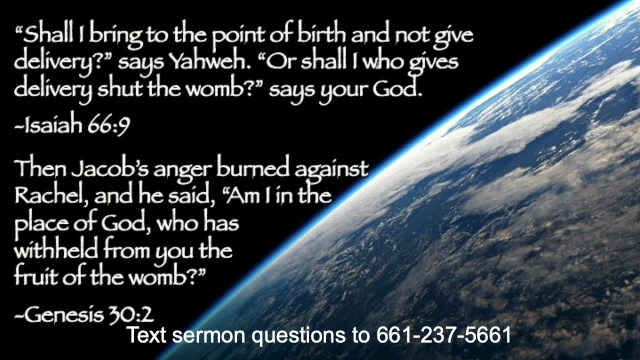 “Shall I bring to the point of birth and not give
delivery?” says Yahweh. “Or shall I who gives
delivery shut the womb?” says your God.
~Isaiah 66:9
Then Jacob’s anger burned against
Rachel, and he said, “Am I in the
place of God, who has
withheld from you the
fruit of the womb?”
~Genesis 30:2
Text sermon questions to 661-237-5661